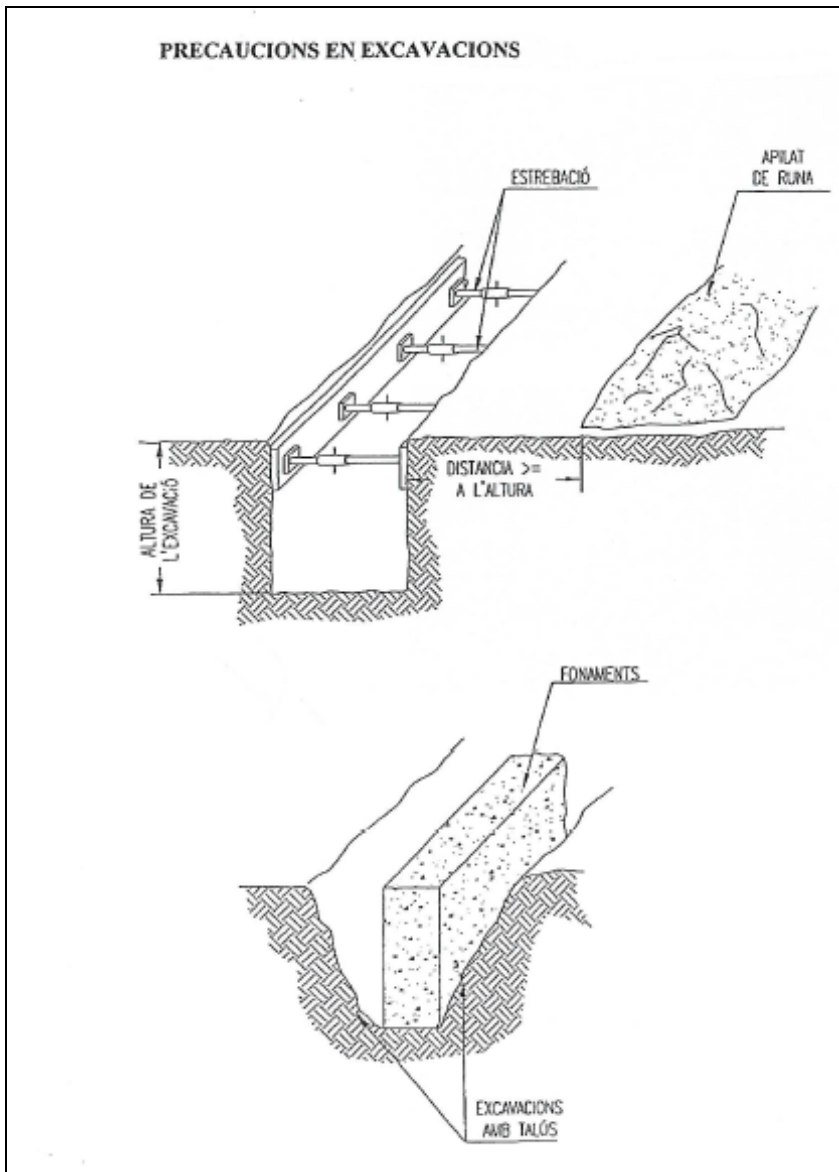 PRECAUCIONS EN EXCAVACIONS
ESTREBACIÓ
APILAT
DE RUNA
ALTURA DE
L'EXCAVACIÓ
DISTANCIA >=
A L'ALTURA
FONAMENTS
EXCAVACIONS
AMB TALÚS